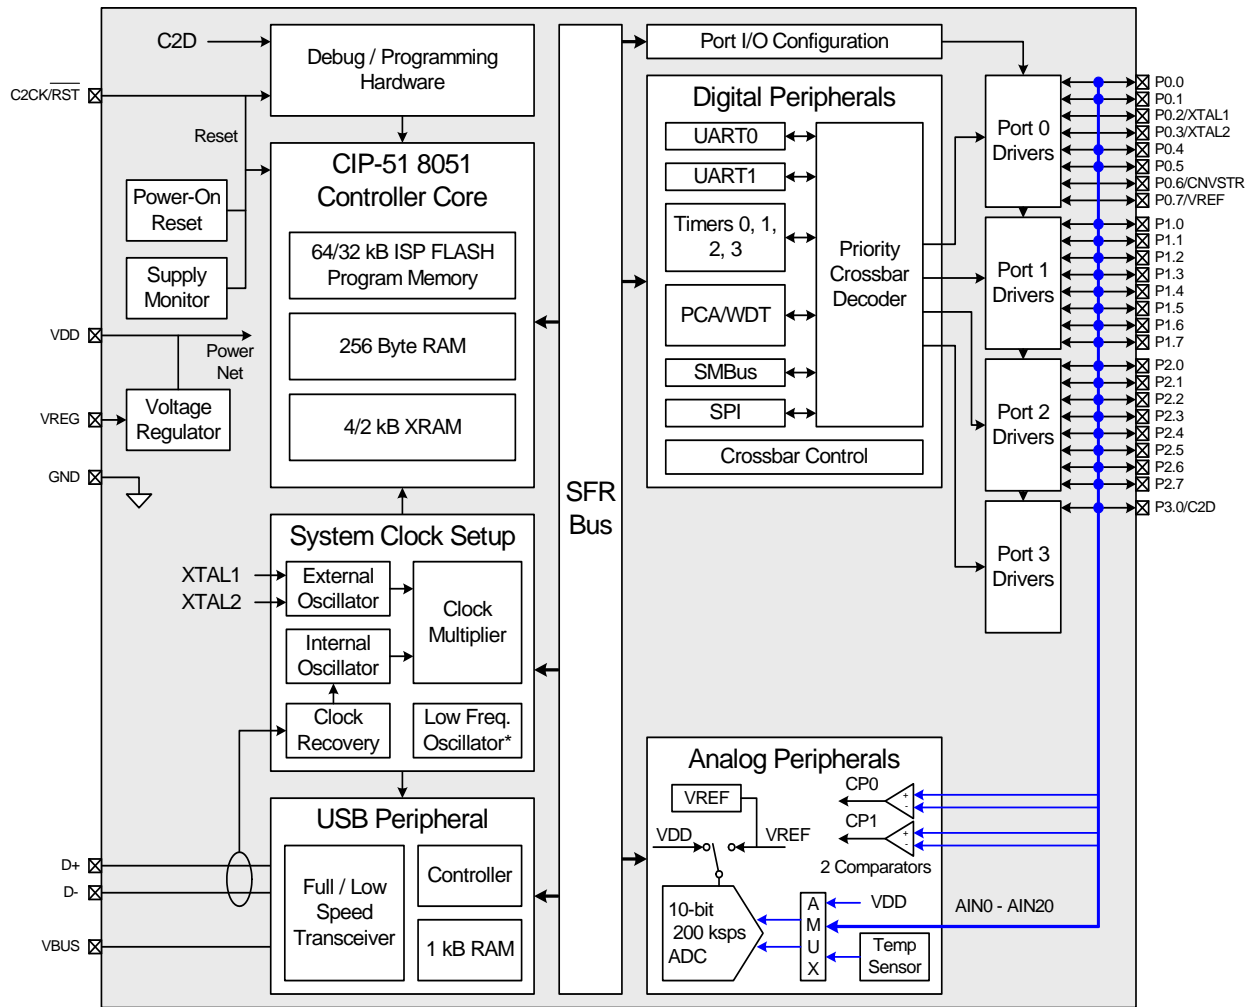 C2D
Debug / Programming
Hardware
C2CK/RST
Reset
Power-On
Reset
Supply
Monitor
VDD
Power
Net
VREG
Voltage
Regulator
GND
CIP-51 8051
Controller Core
64/32 kB ISP FLASH
Program Memory
256 Byte RAM
4/2 kB XRAM
System Clock Setup
XTAL1
XTAL2
External
Oscillator
Internal
Oscillator
Clock
Multiplier
Clock
Recovery
Low Freq.
Oscillator*
USB Peripheral
D+
D-
VBUS
Full / Low
Speed
Transceiver
Controller
1 kB RAM
SFR
Bus
Port I/O Configuration
Digital Peripherals
UART0
UART1
Timers 0, 1,
2, 3
PCA/WDT
SMBus
SPI
Priority
Crossbar
Decoder
Crossbar Control
Port 0
Drivers
Port 1
Drivers
Port 2
Drivers
Port 3
Drivers
P0.0
P0.1
P0.2/XTAL1
P0.3/XTAL2
P0.4
P0.5
P0.6/CNVSTR
P0.7/VREF
P1.0
P1.1
P1.2
P1.3
P1.4
P1.5
P1.6
P1.7
P2.0
P2.1
P2.2
P2.3
P2.4
P2.5
P2.6
P2.7
P3.0/C2D
Analog Peripherals
VREF
VDD
VREF
CP0
+
-
CP1
+
-
2 Comparators
10-bit
200 ksps
ADC
A
M
U
X
VDD
AIN0 - AIN20
Temp
Sensor